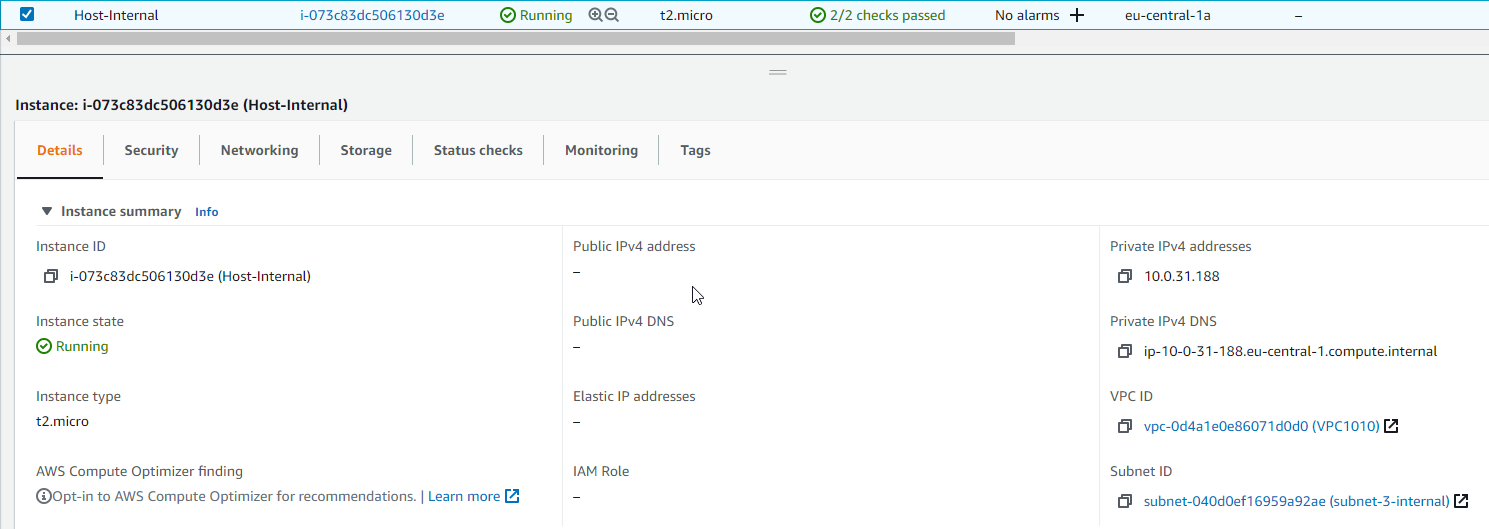 Host-Internal i-073c83dc506130d3e Running t2.micro 2/2 checks passed No alarms + eu-central-1a –
Instance: i-073c83dc506130d3e (Host-Internal)
Details Security Networking Storage Status checks Monitoring Tags
Instance summary Info
Instance ID Public IPv4 address Private IPv4 addresses
i-073c83dc506130d3e (Host-Internal) – 10.0.31.188
Instance state Public IPv4 DNS Private IPv4 DNS
Running – ip-10-0-31-188.eu-central-1.compute.internal
Instance type Elastic IP addresses VPC ID
t2.micro – vpc-0d4a1e0e86071d0d0 (VPC1010)
AWS Compute Optimizer finding IAM Role Subnet ID
Opt-in to AWS Compute Optimizer for recommendations. | Learn more – subnet-040d0ef16959a92ae (subnet-3-internal)